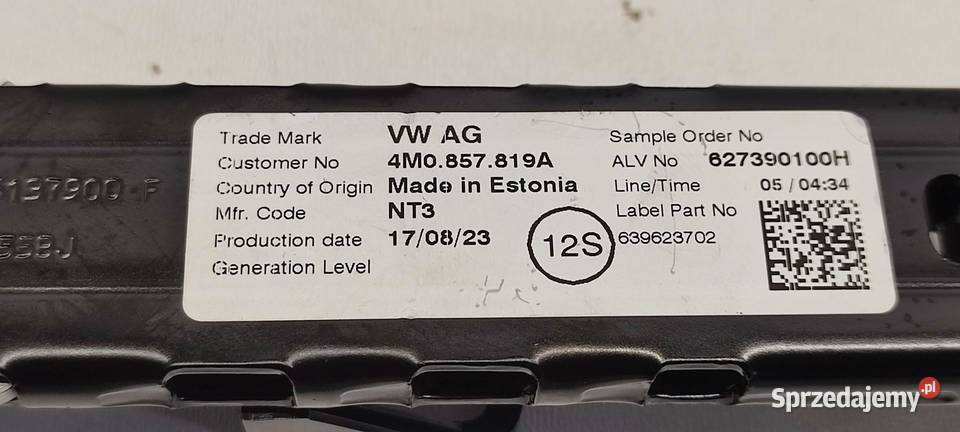 Trade Mark VW AG
Customer No 4M0.857.819A
Country of Origin Made in Estonia
Mfr. Code NT3
Production date 17/08/23
Generation Level
12S
Sample Order No
ALV No 627390100H
Line/Time 05 / 04:34
Label Part No
639623702
Sprzedajemy.pl